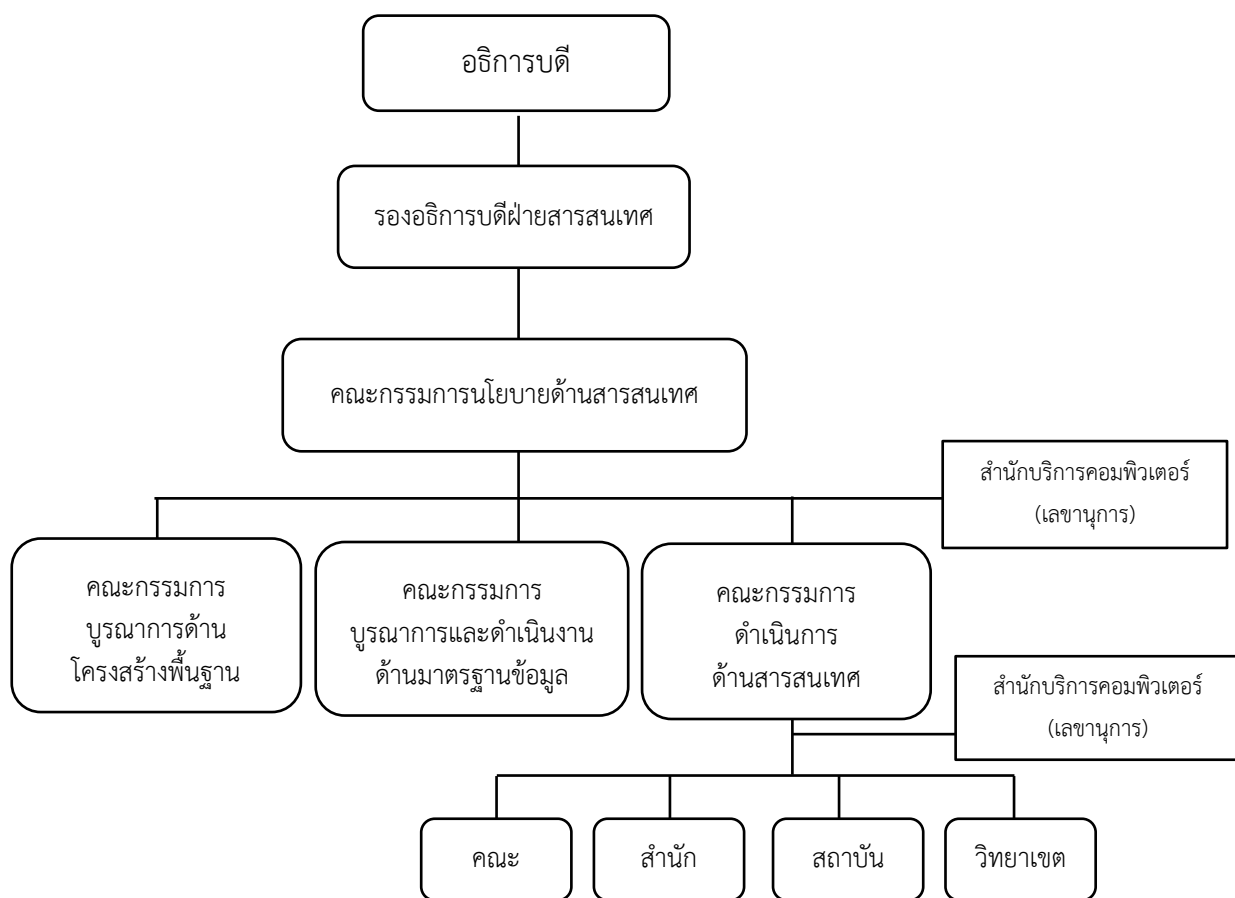 อธิการบดี
รองอธิการบดีฝ่ายสารสนเทศ
คณะกรรมการนโยบายด้านสารสนเทศ
สำนักบริการคอมพิวเตอร์
(เลขานุการ)
คณะกรรมการ
บูรณาการด้าน
โครงสร้างพื้นฐาน
คณะกรรมการ
บูรณาการและดำเนินงาน
ด้านมาตรฐานข้อมูล
คณะกรรมการ
ดำเนินการ
ด้านสารสนเทศ
สำนักบริการคอมพิวเตอร์
(เลขานุการ)
คณะ
สำนัก
สถาบัน
วิทยาเขต